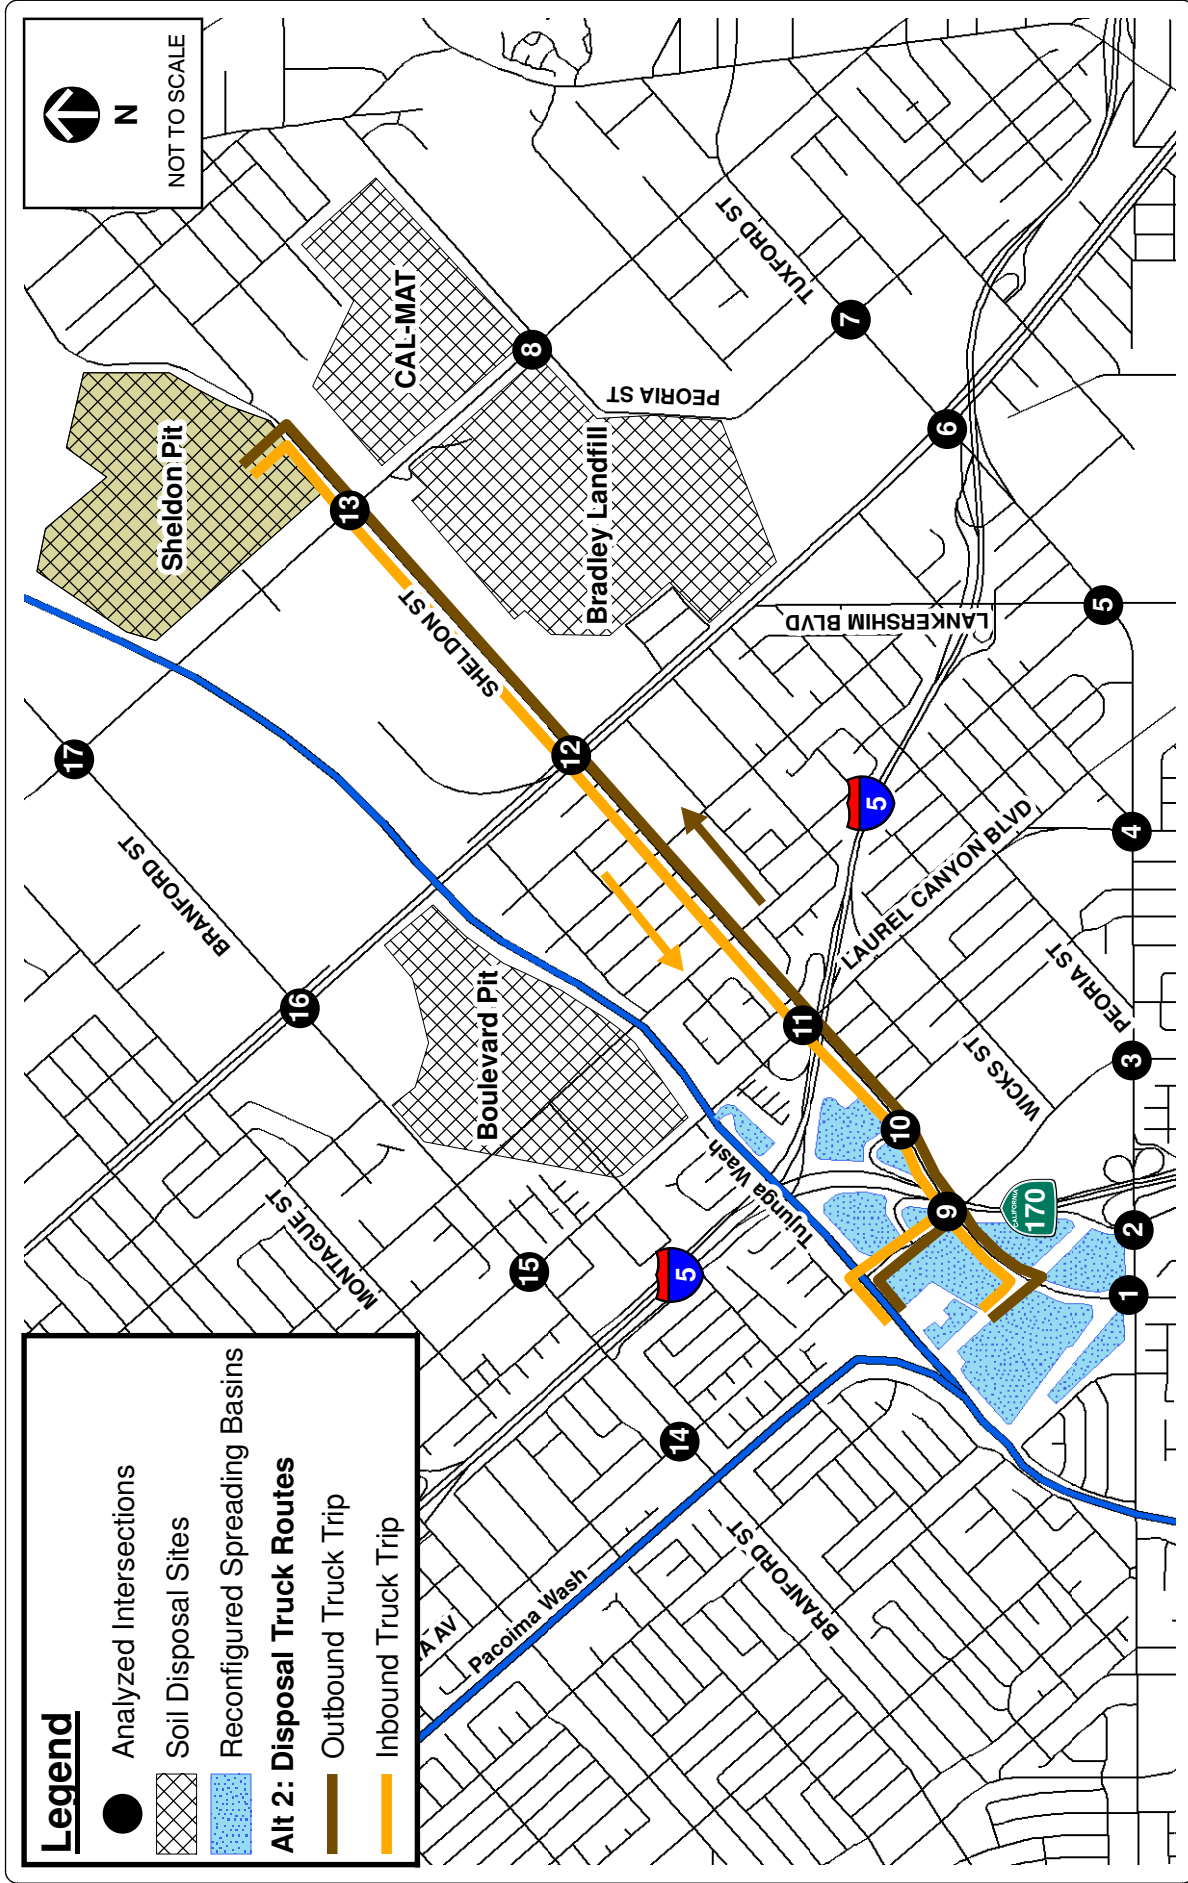 Legend
Analyzed Intersections
Soil Disposal Sites
Reconfigured Spreading Basins
Alt 2: Disposal Truck Routes
Outbound Truck Trip
Inbound Truck Trip
N
NOT TO SCALE
Sheldon Pit
CAL-MAT
Bradley Landfill
Boulevard Pit
SHELDON ST
BRANFORD ST
MONTAGUE ST
TUXFORD ST
PEORIA ST
LANKERSHIM BLVD
LAUREL CANYON BLVD
PEORIA ST
WICKS ST
Tujunga Wash
Pacoima Wash
A AV
BRANFORD ST
CALIFORNIA
170
5
5
1
2
3
4
5
6
7
8
9
10
11
12
13
14
15
16
17